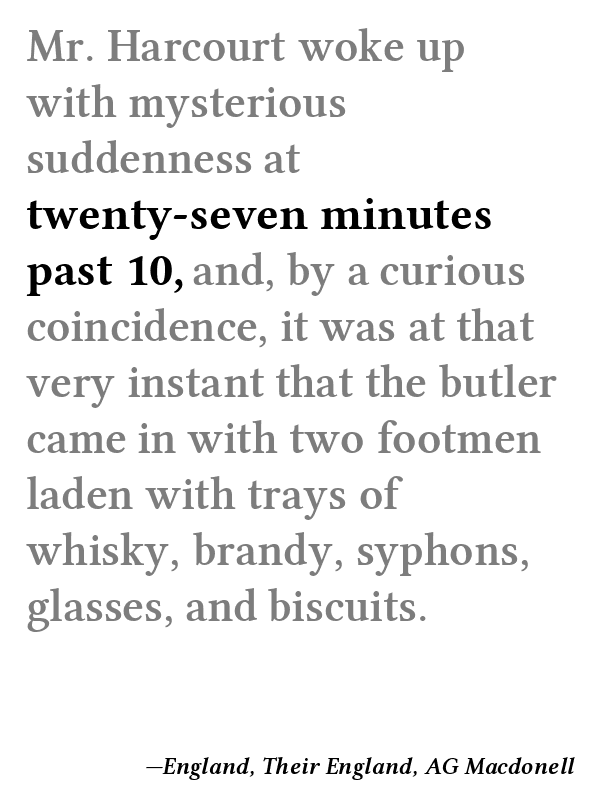 Mr. Harcourt woke up
with mysterious
suddenness at
twenty-seven minutes
past 10, and, by a curious
coincidence, it was at that
very instant that the butler
came in with two footmen
laden with trays of
whisky, brandy, syphons,
glasses, and biscuits.
—England, Their England, AG Macdonell